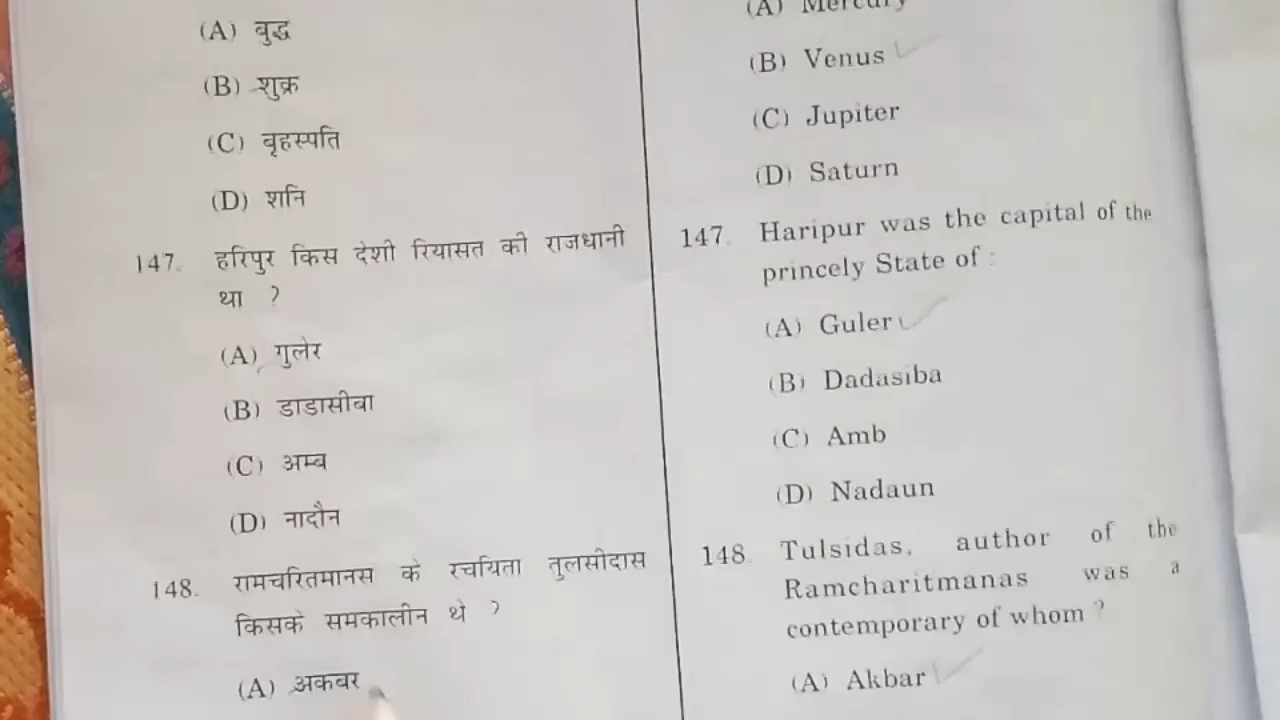 (A) बुद्ध
(B) शुक्र
(C) बृहस्पति
(D) शनि
147. हरिपुर किस देशी रियासत की राजधानी
था ?
(A) गुलेर
(B) डाडासीबा
(C) अम्ब
(D) नादौन
148. रामचरितमानस के रचयिता तुलसीदास
किसके समकालीन थे ?
(A) अकबर
(A) Mercury
(B) Venus
(C) Jupiter
(D) Saturn
147. Haripur was the capital of the
princely State of :
(A) Guler
(B) Dadasiba
(C) Amb
(D) Nadaun
148. Tulsidas, author of the
Ramcharitmanas was a
contemporary of whom ?
(A) Akbar